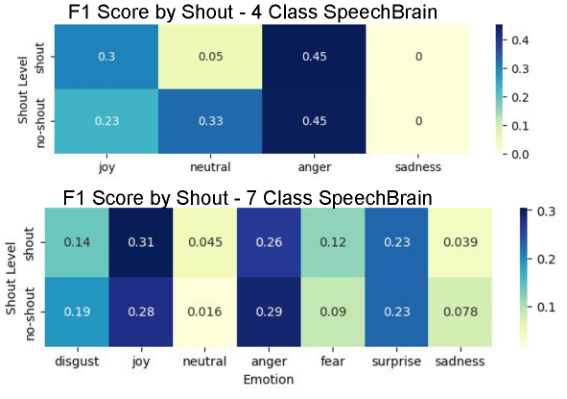 F1 Score by Shout - 4 Class SpeechBrain
Shout Level
shout
0.3 0.05 0.45 0
no-shout
0.23 0.33 0.45 0
joy neutral anger sadness
0.4
0.3
0.2
0.1
0.0
F1 Score by Shout - 7 Class SpeechBrain
Shout Level
shout
0.14 0.31 0.045 0.26 0.12 0.23 0.039
no-shout
0.19 0.28 0.016 0.29 0.09 0.23 0.078
disgust joy neutral anger fear surprise sadness
Emotion
0.3
0.2
0.1